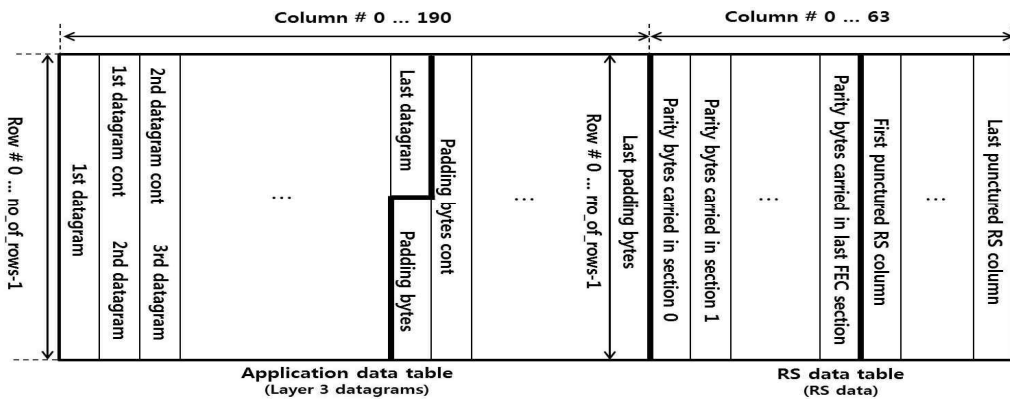 Column # 0 ... 190
Column # 0 ... 63
Row # 0 ... no_of_rows-1
1st datagram
1st datagram cont
2nd datagram
2nd datagram cont
3rd datagram
...
Last datagram
Padding bytes
Padding bytes cont
...
Row # 0 ... rro_of_rows-1
Last padding bytes
Parity bytes carried in section 0
Parity bytes carried in section 1
...
Parity bytes carried in last FEC section
First punctured RS column
...
Last punctured RS column
Application data table
(Layer 3 datagrams)
RS data table
(RS data)